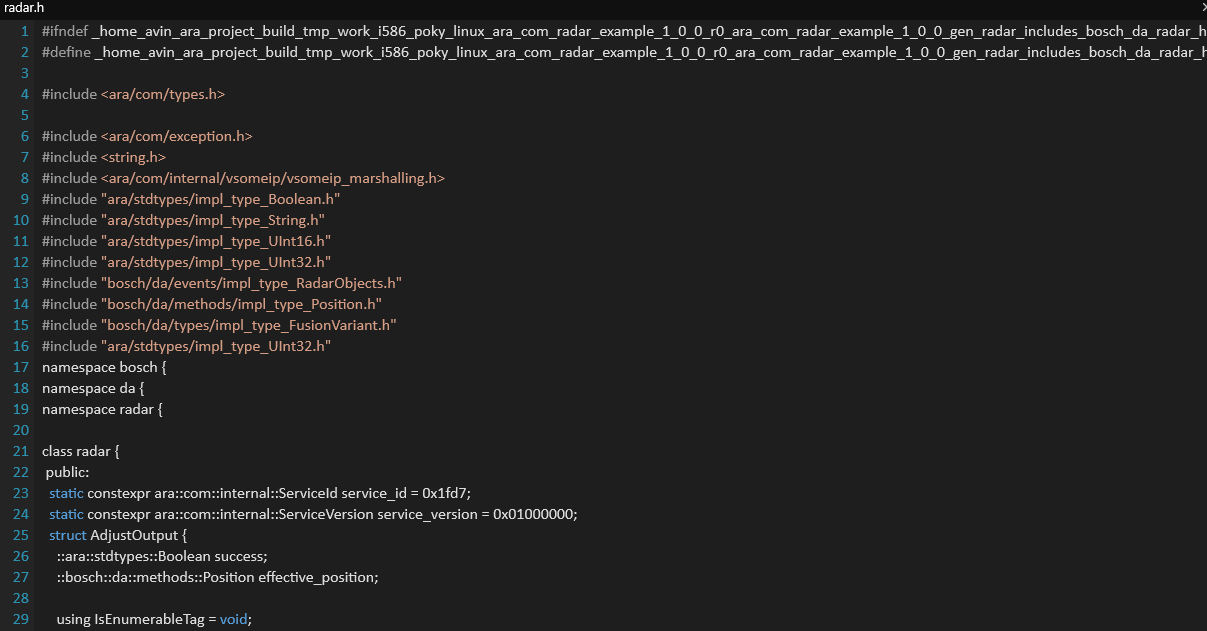 radar.h
1 #ifndef _home_avin_ara_project_build_tmp_work_i586_poky_linux_ara_com_radar_example_1_0_0_r0_ara_com_radar_example_1_0_0_gen_radar_includes_bosch_da_radar_h
2 #define _home_avin_ara_project_build_tmp_work_i586_poky_linux_ara_com_radar_example_1_0_0_r0_ara_com_radar_example_1_0_0_gen_radar_includes_bosch_da_radar_h
3
4 #include <ara/com/types.h>
5
6 #include <ara/com/exception.h>
7 #include <string.h>
8 #include <ara/com/internal/vsomeip/vsomeip_marshalling.h>
9 #include "ara/stdtypes/impl_type_Boolean.h"
10 #include "ara/stdtypes/impl_type_String.h"
11 #include "ara/stdtypes/impl_type_UInt16.h"
12 #include "ara/stdtypes/impl_type_UInt32.h"
13 #include "bosch/da/events/impl_type_RadarObjects.h"
14 #include "bosch/da/methods/impl_type_Position.h"
15 #include "bosch/da/types/impl_type_FusionVariant.h"
16 #include "ara/stdtypes/impl_type_UInt32.h"
17 namespace bosch {
18 namespace da {
19 namespace radar {
20
21 class radar {
22 public:
23 static constexpr ara::com::internal::ServiceId service_id = 0x1fd7;
24 static constexpr ara::com::internal::ServiceVersion service_version = 0x01000000;
25 struct AdjustOutput {
26 ::ara::stdtypes::Boolean success;
27 ::bosch::da::methods::Position effective_position;
28
29 using IsEnumerableTag = void;